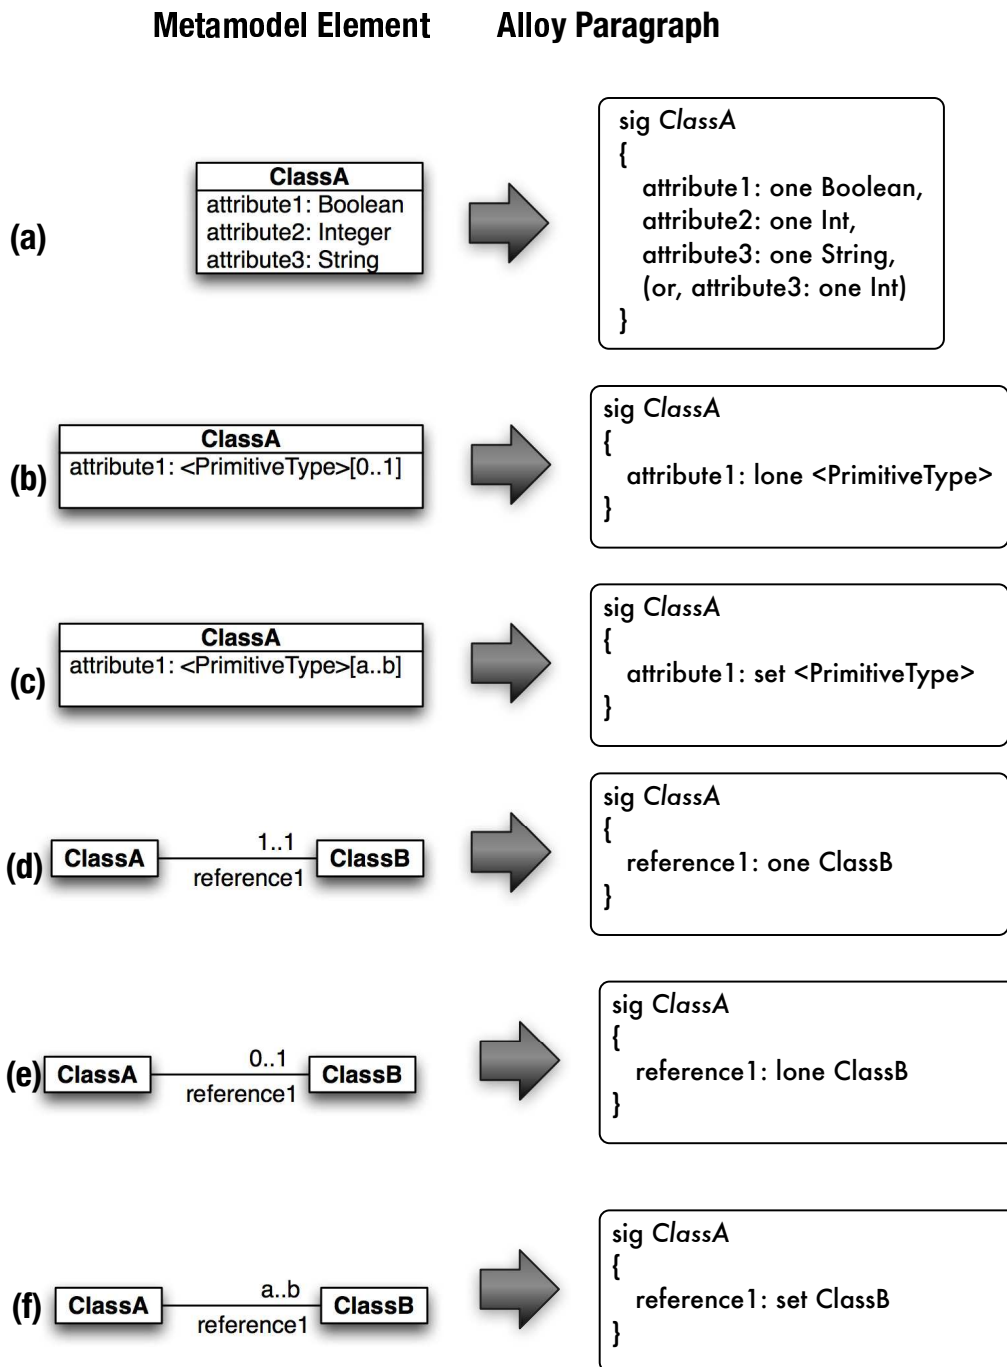 Metamodel Element Alloy Paragraph
(a)
ClassA
attribute1: Boolean
attribute2: Integer
attribute3: String
sig ClassA
{
attribute1: one Boolean,
attribute2: one Int,
attribute3: one String,
(or, attribute3: one Int)
}
(b)
ClassA
attribute1: <PrimitiveType>[0..1]
sig ClassA
{
attribute1: lone <PrimitiveType>
}
(c)
ClassA
attribute1: <PrimitiveType>[a..b]
sig ClassA
{
attribute1: set <PrimitiveType>
}
(d)
ClassA
1..1
reference1
ClassB
sig ClassA
{
reference1: one ClassB
}
(e)
ClassA
0..1
reference1
ClassB
sig ClassA
{
reference1: lone ClassB
}
(f)
ClassA
a..b
reference1
ClassB
sig ClassA
{
reference1: set ClassB
}